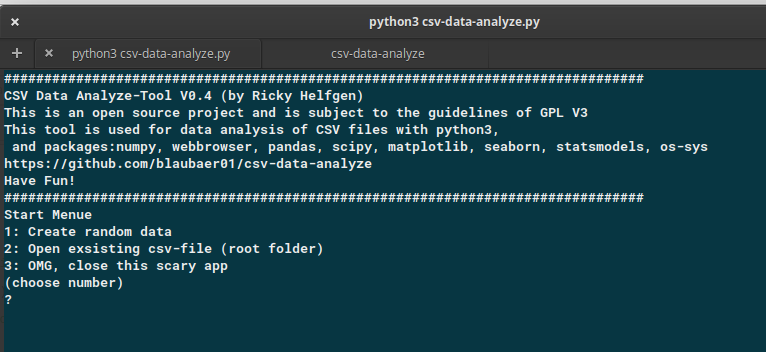 python3 csv-data-analyze.py
python3 csv-data-analyze.py
csv-data-analyze
################################################################################
CSV Data Analyze-Tool V0.4 (by Ricky Helfgen)
This is an open source project and is subject to the guidelines of GPL V3
This tool is used for data analysis of CSV files with python3,
and packages:numpy, webbrowser, pandas, scipy, matplotlib, seaborn, statsmodels, os-sys
https://github.com/blaubaer01/csv-data-analyze
Have Fun!
################################################################################
Start Menue
1: Create random data
2: Open exsisting csv-file (root folder)
3: OMG, close this scary app
(choose number)
?